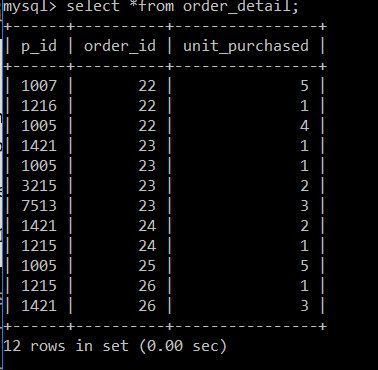 mysql> select *from order_detail;
+------+----------+----------------+
| p_id | order_id | unit_purchased |
+------+----------+----------------+
| 1007 |       22 |              5 |
| 1216 |       22 |              1 |
| 1005 |       22 |              4 |
| 1421 |       23 |              1 |
| 1005 |       23 |              1 |
| 3215 |       23 |              2 |
| 7513 |       23 |              3 |
| 1421 |       24 |              2 |
| 1215 |       24 |              1 |
| 1005 |       25 |              5 |
| 1215 |       26 |              1 |
| 1421 |       26 |              3 |
+------+----------+----------------+
12 rows in set (0.00 sec)